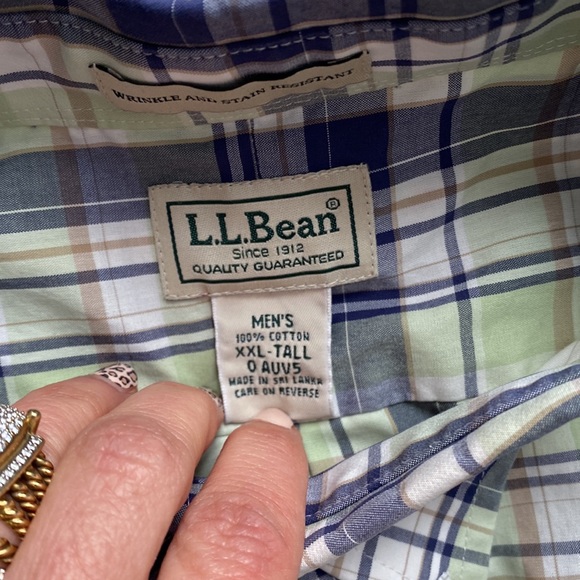 WRINKLE AND STAIN RESISTANT
L.L.Bean®
Since 1912
QUALITY GUARANTEED
MEN'S
100% COTTON
XXL-TALL
0 AUV5
MADE IN SRI LANKA
CARE ON REVERSE